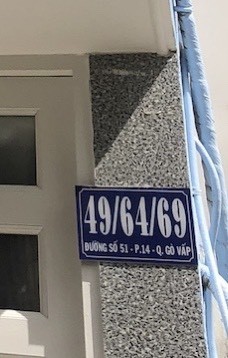 49/64/69
ĐƯỜNG SỐ 51 - P.14 - Q. GÒ VẤP